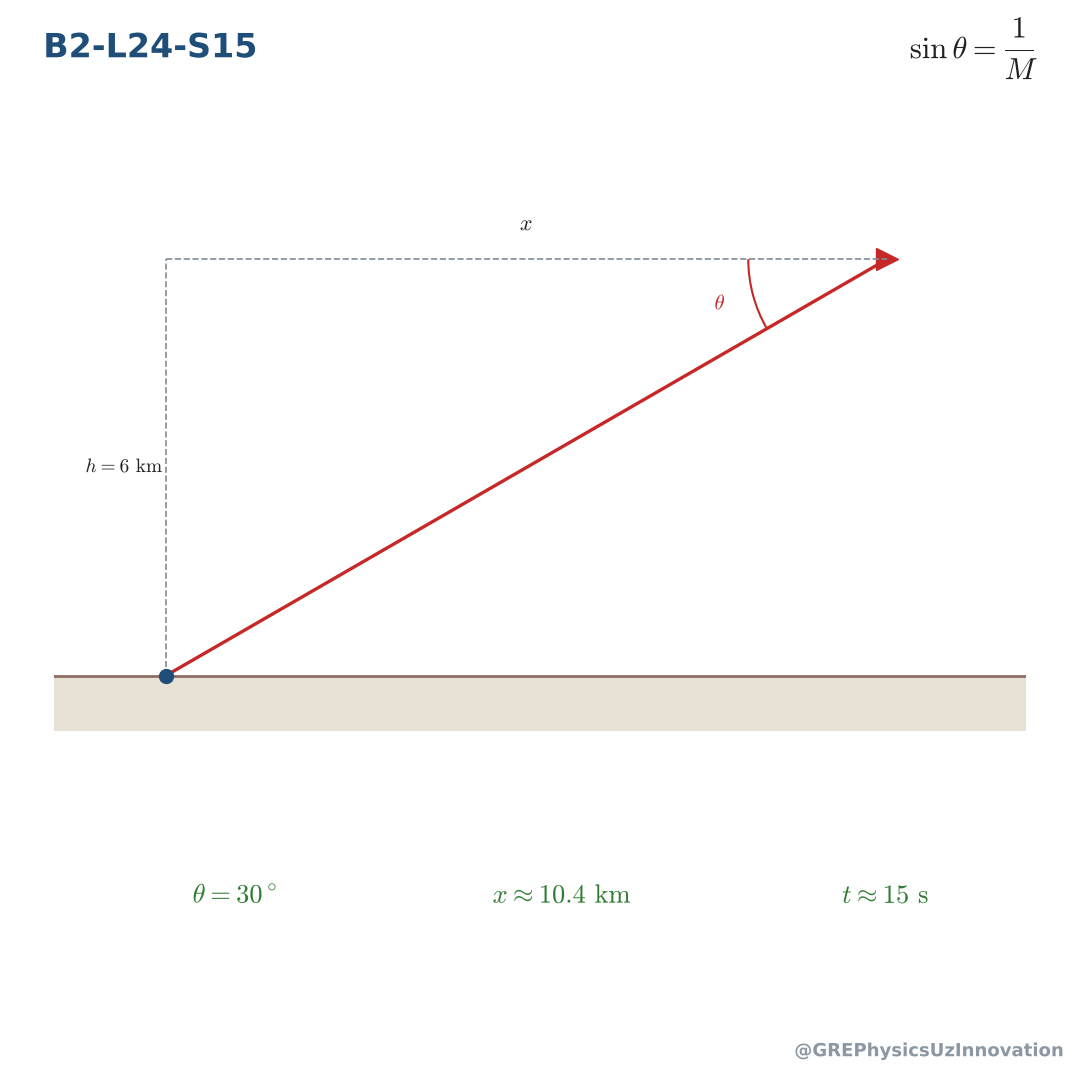 B2-L24-S15
sin θ = 1/M
x
θ
h = 6 km
θ = 30°
x ≈ 10.4 km
t ≈ 15 s
@GREPhysicsUzInnovation